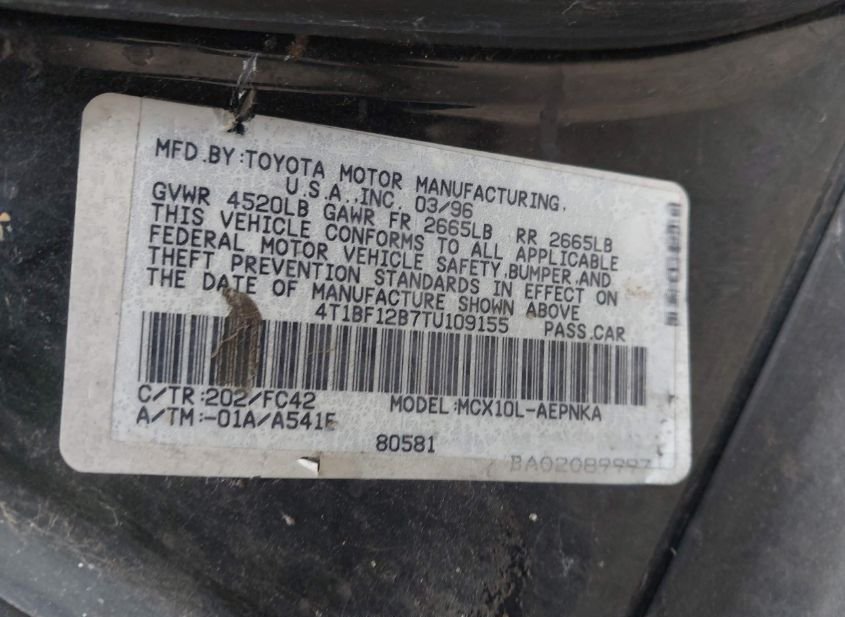 MFD.BY:TOYOTA MOTOR MANUFACTURING,
U.S.A.,INC. 03/96
GVWR 4520LB GAWR FR 2665LB RR 2665LB
THIS VEHICLE CONFORMS TO ALL APPLICABLE
FEDERAL MOTOR VEHICLE SAFETY,BUMPER,AND
THEFT PREVENTION STANDARDS IN EFFECT ON
THE DATE OF MANUFACTURE SHOWN ABOVE
4T1BF12B7TU109155 PASS.CAR
C/TR:202/FC42 MODEL:MCX10L-AEPNKA
A/TM:-01A/A541E
80581
BA02089997